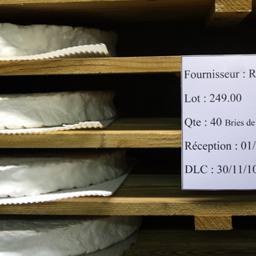 Fournisseur : R
Lot : 249.00
Qte : 40 Bries de
Réception : 01/
DLC : 30/11/10